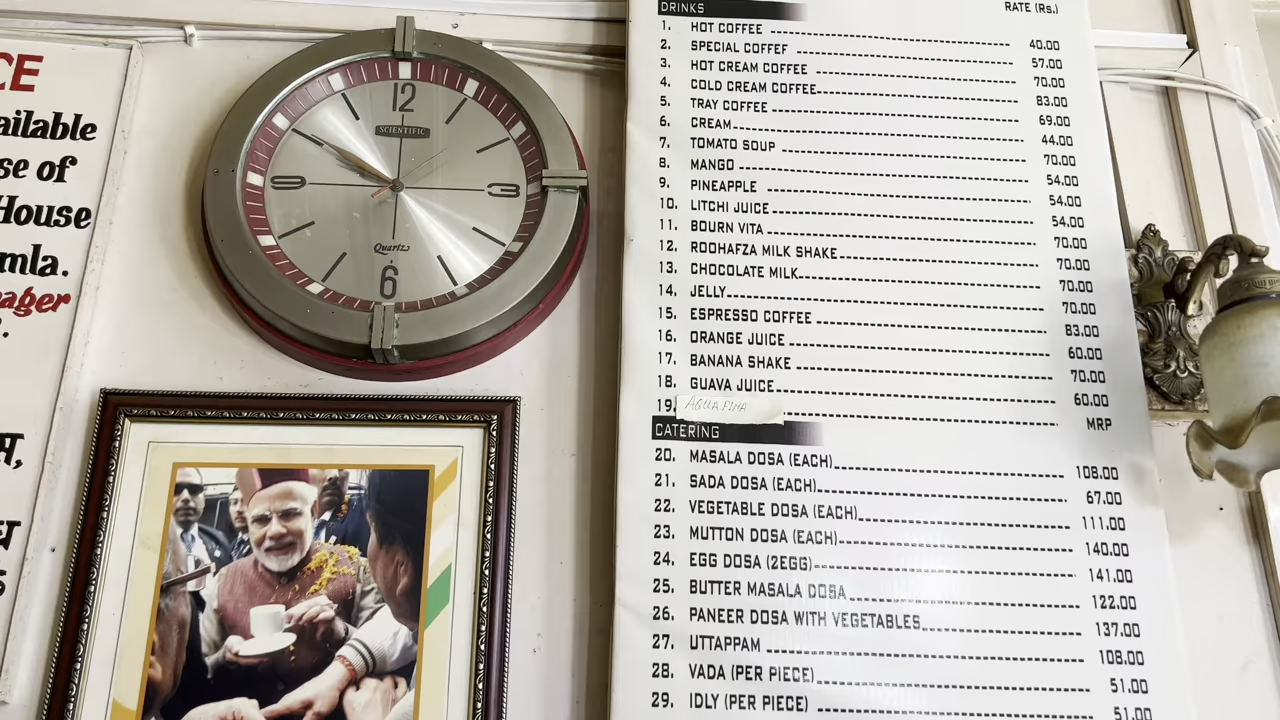 CE
ailable
se of
House
mla.
ager
12
SCIENTIFIC
9
3
Quartz
6
DRINKS RATE (Rs.)
1. HOT COFFEE 40.00
2. SPECIAL COFFEF 57.00
3. HOT CREAM COFFEE 70.00
4. COLD CREAM COFFEE 83.00
5. TRAY COFFEE 69.00
6. CREAM 44.00
7. TOMATO SOUP 70.00
8. MANGO 54.00
9. PINEAPPLE 54.00
10. LITCHI JUICE 54.00
11. BOURN VITA 70.00
12. ROOHAFZA MILK SHAKE 70.00
13. CHOCOLATE MILK 70.00
14. JELLY 70.00
15. ESPRESSO COFFEE 83.00
16. ORANGE JUICE 60.00
17. BANANA SHAKE 70.00
18. GUAVA JUICE 60.00
19. AQUA FINA MRP
CATERING
20. MASALA DOSA (EACH) 108.00
21. SADA DOSA (EACH) 67.00
22. VEGETABLE DOSA (EACH) 111.00
23. MUTTON DOSA (EACH) 140.00
24. EGG DOSA (2EGG) 141.00
25. BUTTER MASALA DOSA 122.00
26. PANEER DOSA WITH VEGETABLES 137.00
27. UTTAPPAM 108.00
28. VADA (PER PIECE) 51.00
29. IDLY (PER PIECE) 51.00